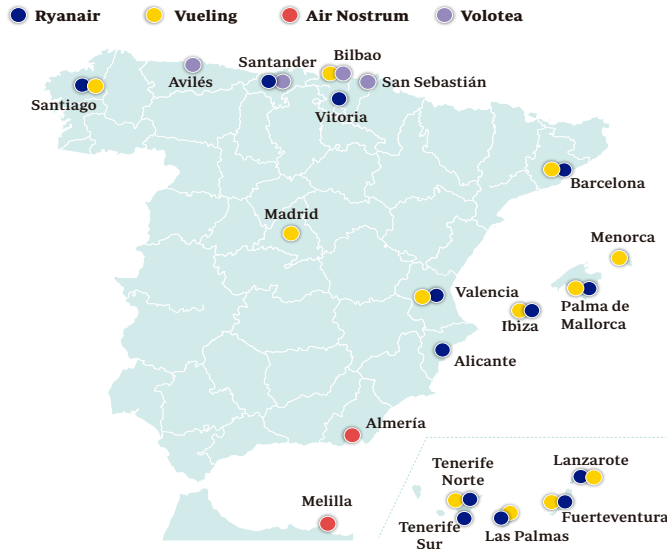 Ryanair
Vueling
Air Nostrum
Volotea
Bilbao
Santander
Avilés
San Sebastián
Santiago
Vitoria
Barcelona
Madrid
Menorca
Valencia
Palma de
Mallorca
Ibiza
Alicante
Almería
Tenerife
Norte
Lanzarote
Melilla
Fuerteventura
Tenerife
Sur
Las Palmas